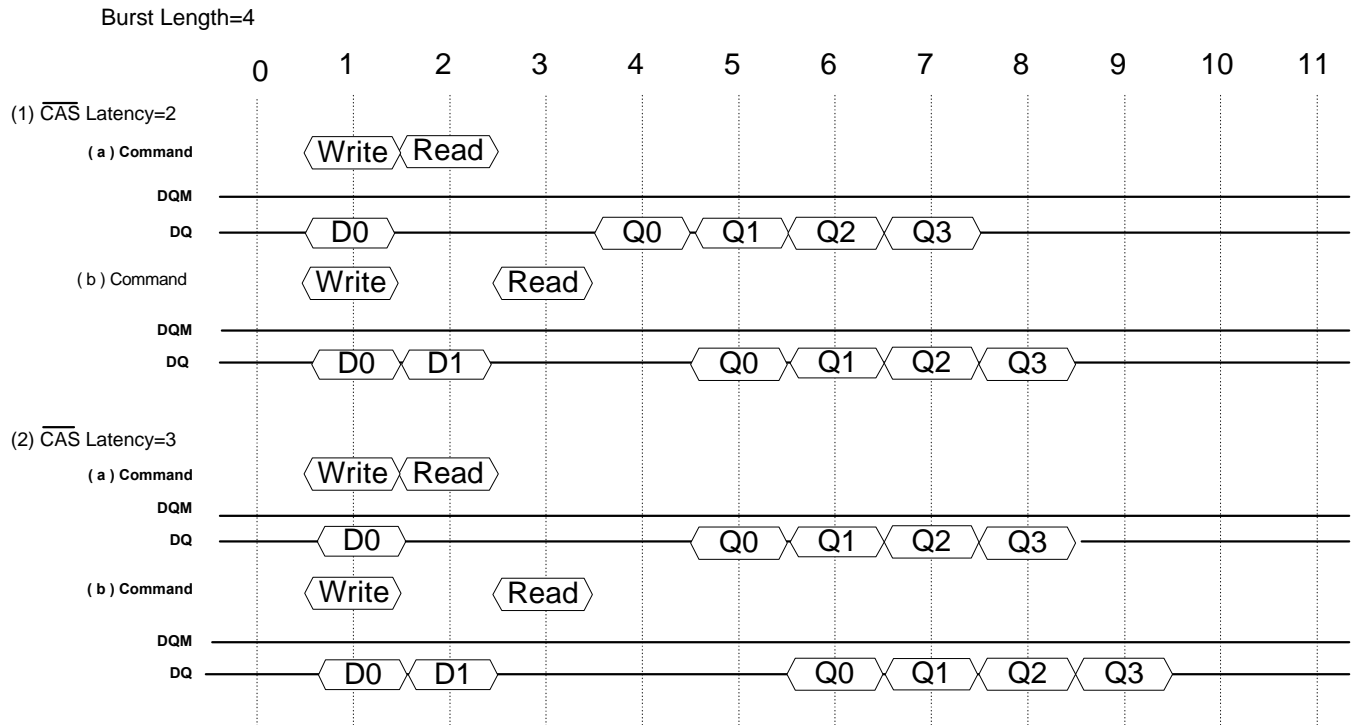 Burst Length=4
0 1 2 3 4 5 6 7 8 9 10 11
(1) CAS Latency=2
( a ) Command Write Read
DQM
DQ D0 Q0 Q1 Q2 Q3
( b ) Command Write Read
DQM
DQ D0 D1 Q0 Q1 Q2 Q3
(2) CAS Latency=3
( a ) Command Write Read
DQM
DQ D0 Q0 Q1 Q2 Q3
( b ) Command Write Read
DQM
DQ D0 D1 Q0 Q1 Q2 Q3